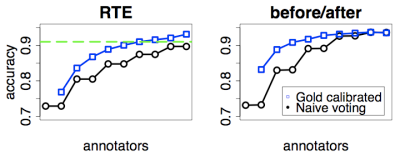 RTE
before/after
accuracy
0.7
0.8
0.9
0.7
0.8
0.9
Gold calibrated
Naive voting
annotators
annotators